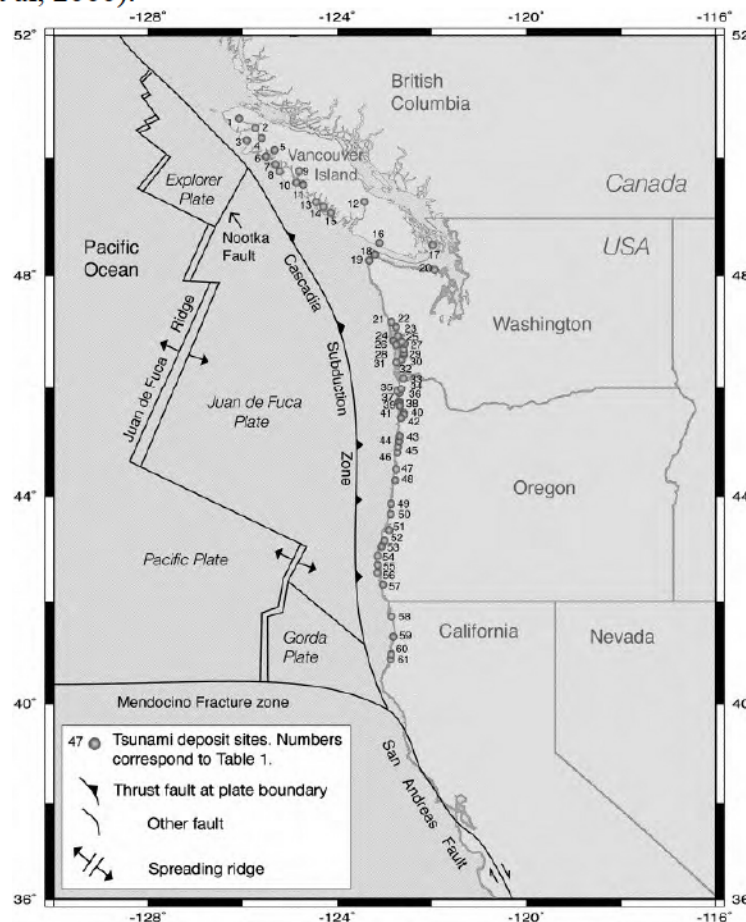 -128° -124° -120° -116°
52° 52°
British
Columbia
1
2
3
4
5
6
7
8
9
10
11
12
13
14
15
Vancouver
Island
Explorer
Plate
Canada
USA
Pacific
Ocean
Nootka
Fault
16
17
18
19
20
48° 48
Cascadia
Subduction
Zone
Juan de Fuca
Ridge
Juan de Fuca
Plate
Washington
21
22
23
24
26
27
28
29
30
31
32
33
34
35
36
37
38
39
40
41
42
43
44
45
46
47
48
44° 44
Oregon
49
50
51
52
53
54
55
56
57
Pacific Plate
Gorda
Plate
58
59
60
61
California
Nevada
40° 40
Mendocino Fracture zone
San Andreas Fault
47 Tsunami deposit sites. Numbers
correspond to Table 1.
Thrust fault at plate boundary
Other fault
Spreading ridge
36° 36
-128° -124° -120° -116°